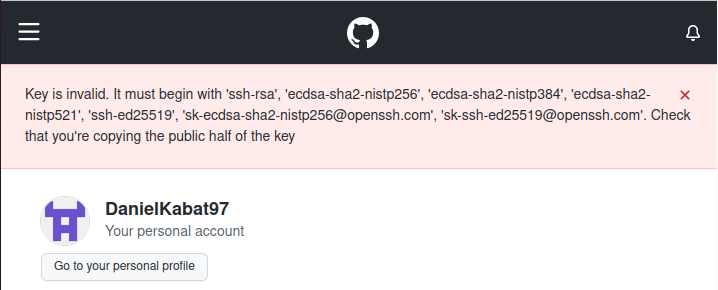 Key is invalid. It must begin with 'ssh-rsa', 'ecdsa-sha2-nistp256', 'ecdsa-sha2-nistp384', 'ecdsa-sha2-
nistp521', 'ssh-ed25519', 'sk-ecdsa-sha2-nistp256@openssh.com', 'sk-ssh-ed25519@openssh.com'. Check
that you're copying the public half of the key
DanielKabat97
Your personal account
Go to your personal profile